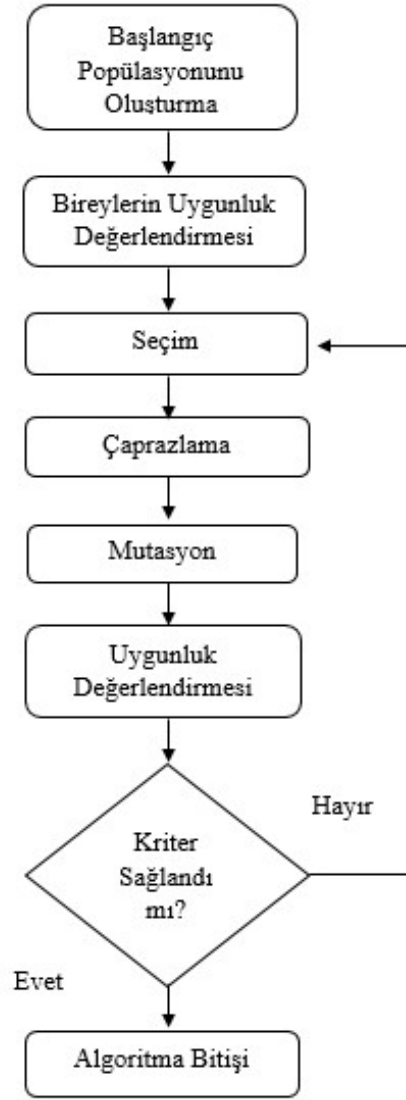 Başlangıç
Popülasyonunu
Oluşturma
Bireylerin Uygunluk
Değerlendirmesi
Seçim
Çaprazlama
Mutasyon
Uygunluk
Değerlendirmesi
Hayır
Kriter
Sağlandı
mı?
Evet
Algoritma Bitişi